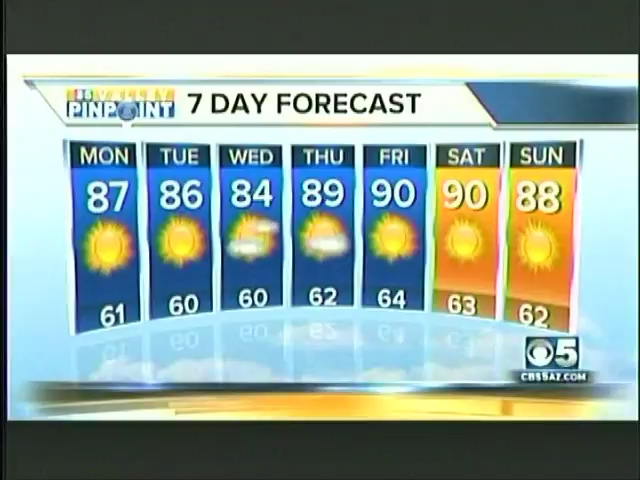 VALLEY
PINPOINT
7 DAY FORECAST
MON TUE WED THU FRI SAT SUN
87 86 84 89 90 90 88
61 60 60 62 64 63 62
5
CBS5AZ.COM